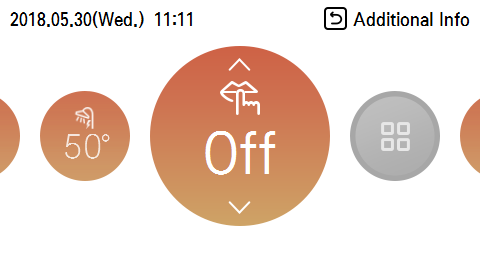 2018.05.30(Wed.) 11:11
Additional Info
50°
Off